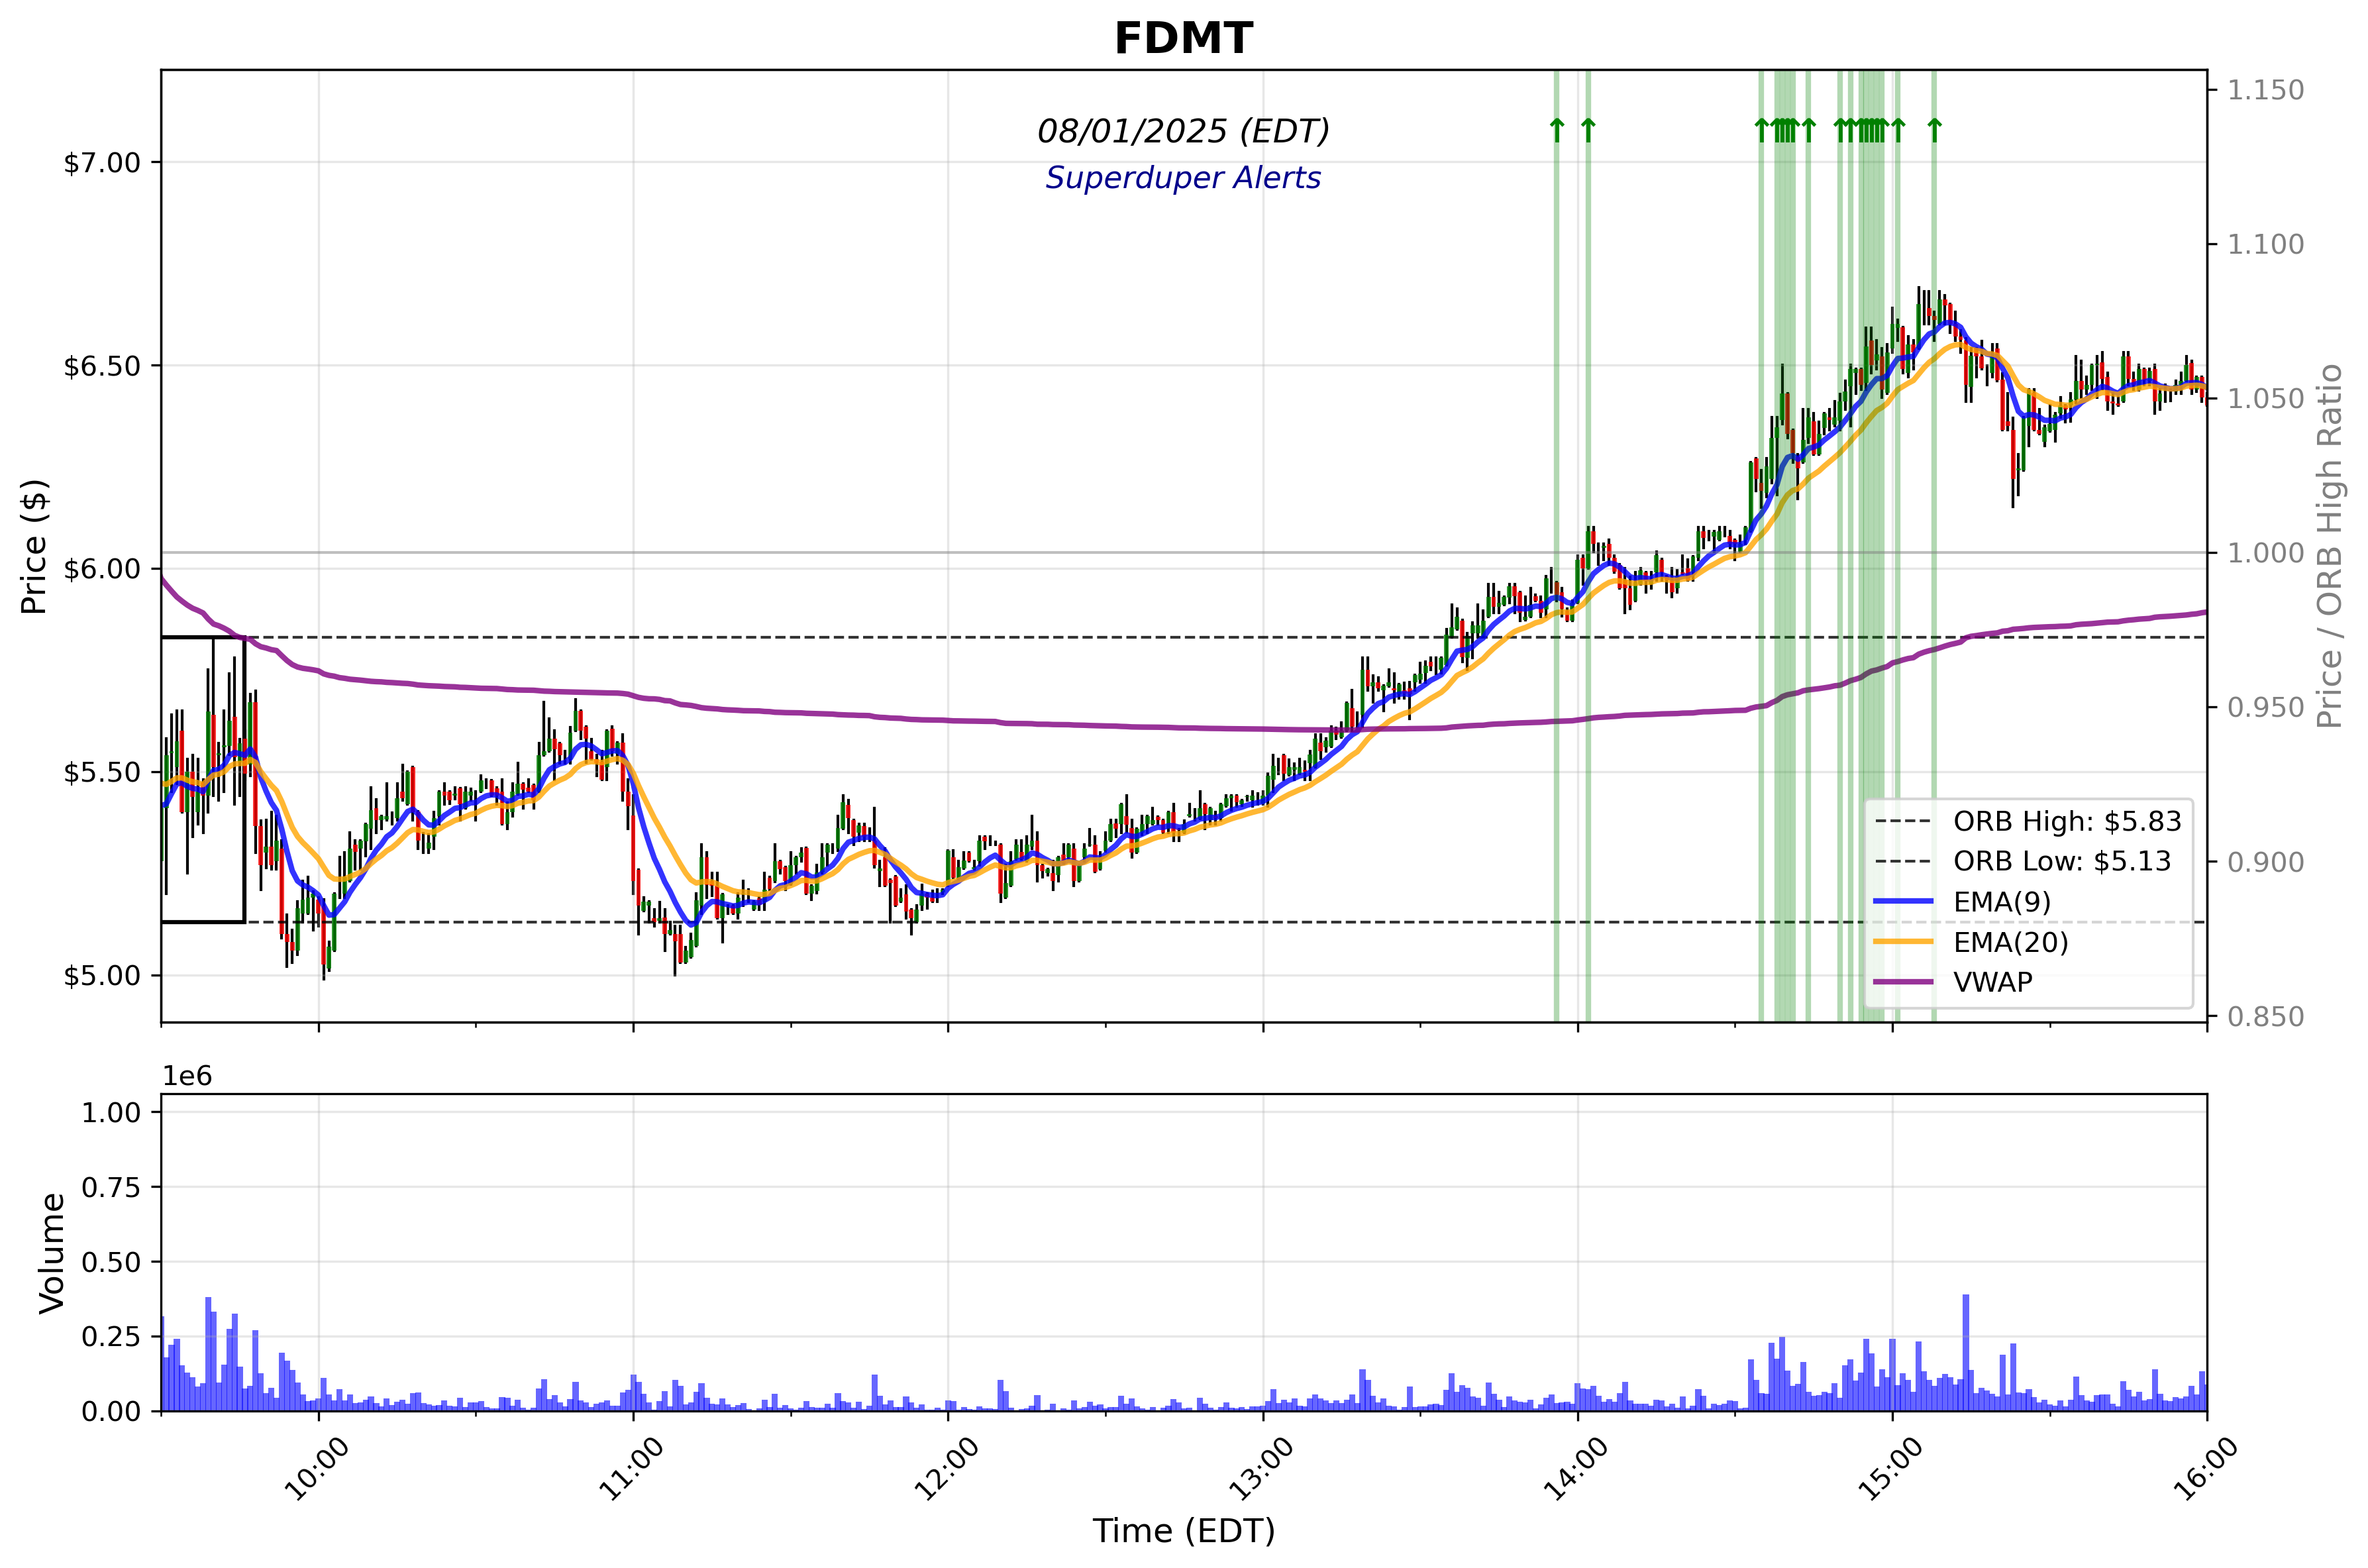 FDMT
08/01/2025 (EDT)
Superduper Alerts
Price ($)
$7.00
$6.50
$6.00
$5.50
$5.00
Price / ORB High Ratio
1.150
1.100
1.050
1.000
0.950
0.900
0.850
ORB High: $5.83
ORB Low: $5.13
EMA(9)
EMA(20)
VWAP
1e6
Volume
1.00
0.75
0.50
0.25
0.00
10:00
11:00
12:00
13:00
14:00
15:00
16:00
Time (EDT)